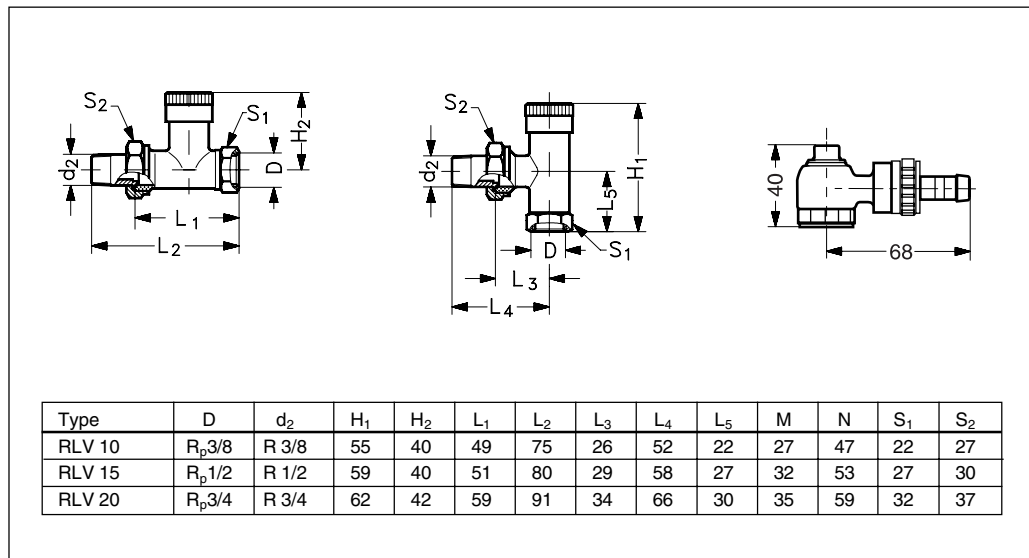 S2
d2
H2
S1
D
L1
L2
S2
d2
H1
L5
D
S1
L3
L4
40
68
Type D d2 H1 H2 L1 L2 L3 L4 L5 M N S1 S2
RLV 10 Rp3/8 R 3/8 55 40 49 75 26 52 22 27 47 22 27
RLV 15 Rp1/2 R 1/2 59 40 51 80 29 58 27 32 53 27 30
RLV 20 Rp3/4 R 3/4 62 42 59 91 34 66 30 35 59 32 37